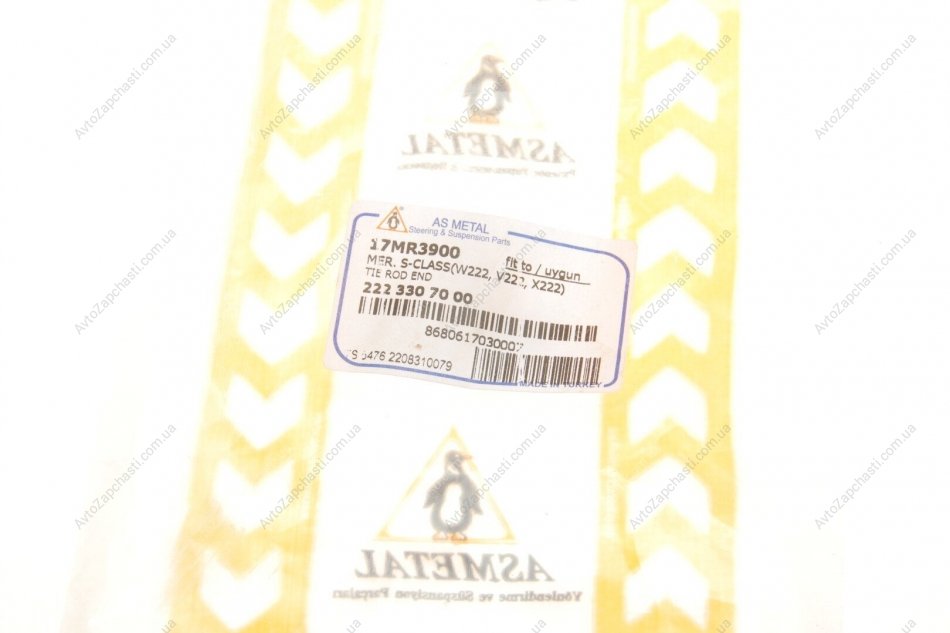 ASMETAL
AS METAL
Steering & Suspension Parts
17MR3900
fit to / uygun
MER. S-CLASS(W222, V222, X222)
TIE ROD END
222 330 70 00
8680617030007
6476 2208310079
MADE IN TURKEY
ASMETAL
Yönlendirme ve Süspansiyon Parçaları
AvtoZapchasti.com.ua